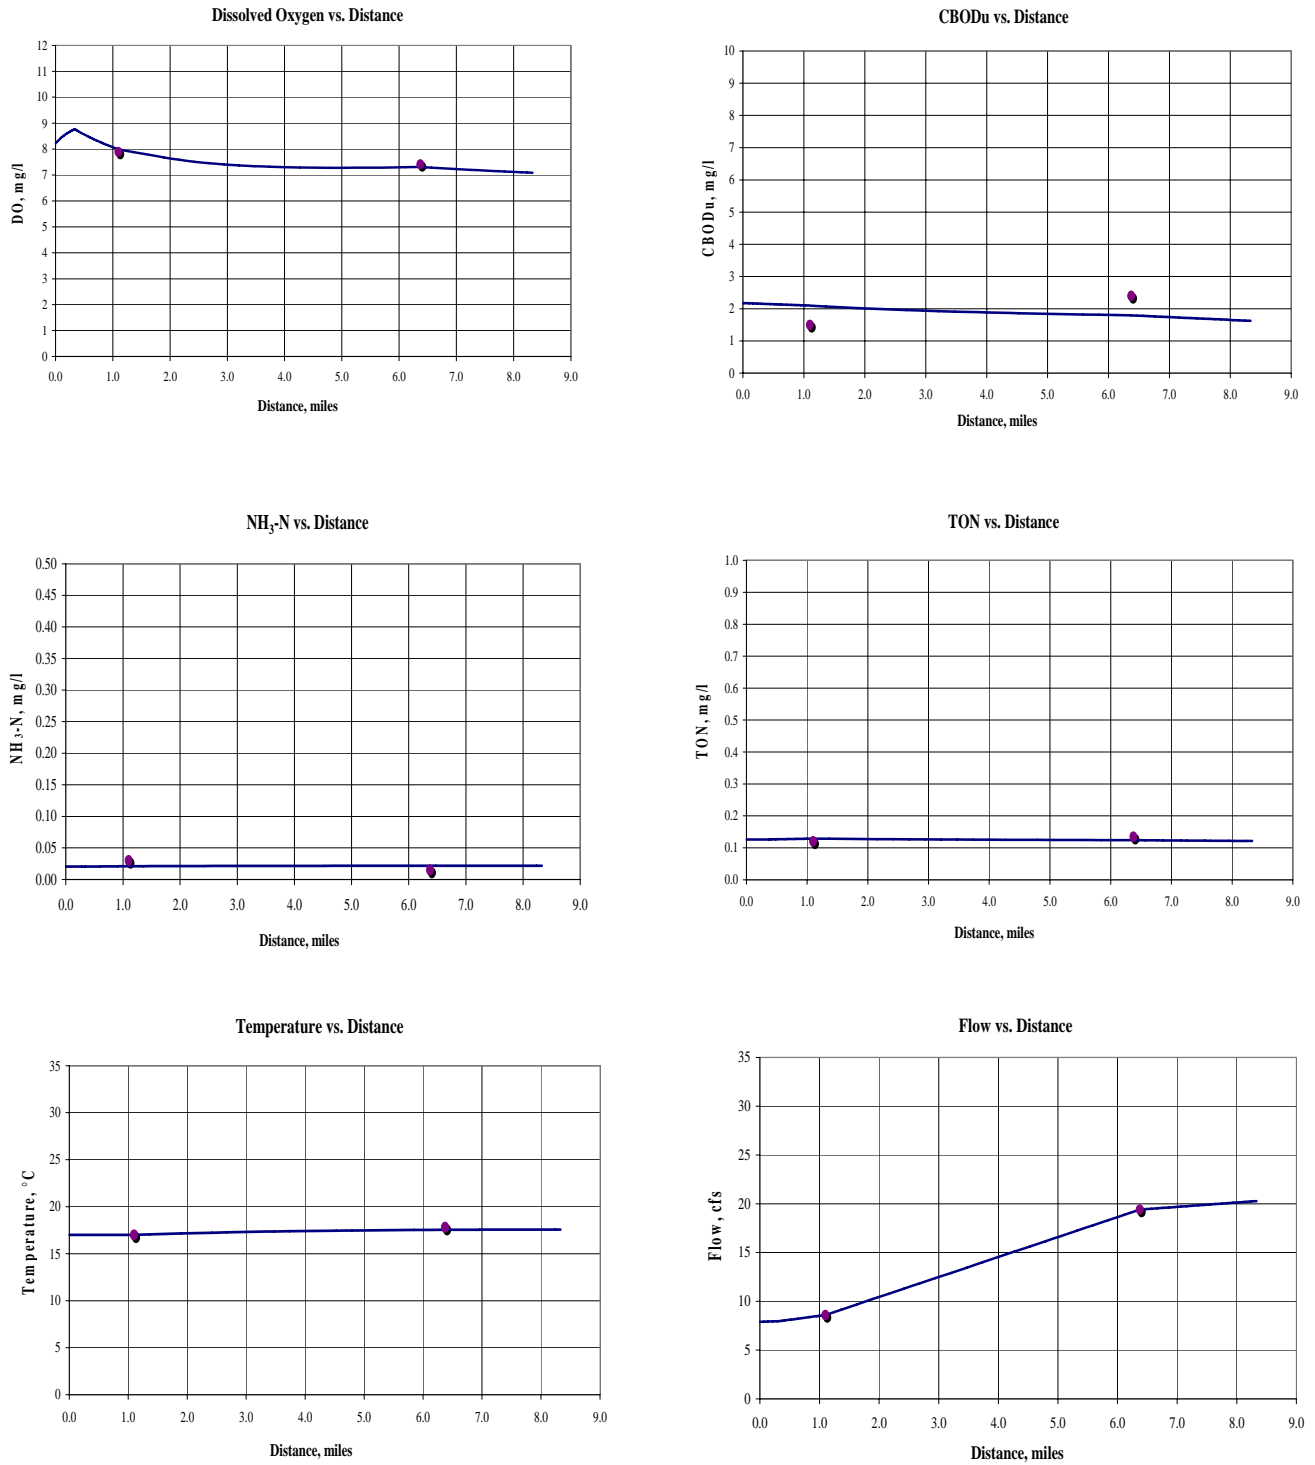 Dissolved Oxygen vs. Distance
12
11
10
9
8
7
6
5
4
3
2
1
0
DO, mg/l
0.0 1.0 2.0 3.0 4.0 5.0 6.0 7.0 8.0 9.0
Distance, miles
CBODu vs. Distance
10
9
8
7
6
5
4
3
2
1
0
CBODu, mg/l
0.0 1.0 2.0 3.0 4.0 5.0 6.0 7.0 8.0 9.0
Distance, miles
NH3-N vs. Distance
0.50
0.45
0.40
0.35
0.30
0.25
0.20
0.15
0.10
0.05
0.00
NH3-N, mg/l
0.0 1.0 2.0 3.0 4.0 5.0 6.0 7.0 8.0 9.0
Distance, miles
TON vs. Distance
1.0
0.9
0.8
0.7
0.6
0.5
0.4
0.3
0.2
0.1
0.0
TON, mg/l
0.0 1.0 2.0 3.0 4.0 5.0 6.0 7.0 8.0 9.0
Distance, miles
Temperature vs. Distance
35
30
25
20
15
10
5
0
Temperature, °C
0.0 1.0 2.0 3.0 4.0 5.0 6.0 7.0 8.0 9.0
Distance, miles
Flow vs. Distance
35
30
25
20
15
10
5
0
Flow, cfs
0.0 1.0 2.0 3.0 4.0 5.0 6.0 7.0 8.0 9.0
Distance, miles